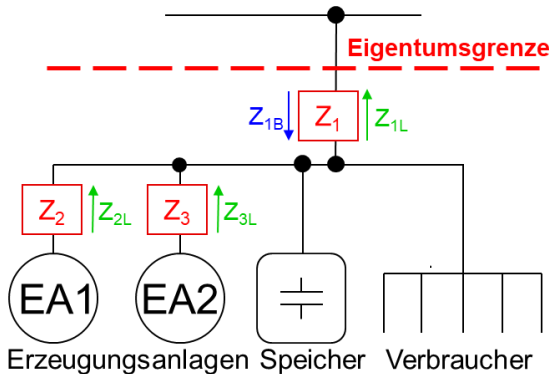 Eigentumsgrenze
Z1B Z1 Z1L
Z2 Z2L Z3 Z3L
EA1 EA2
Erzeugungsanlagen Speicher Verbraucher